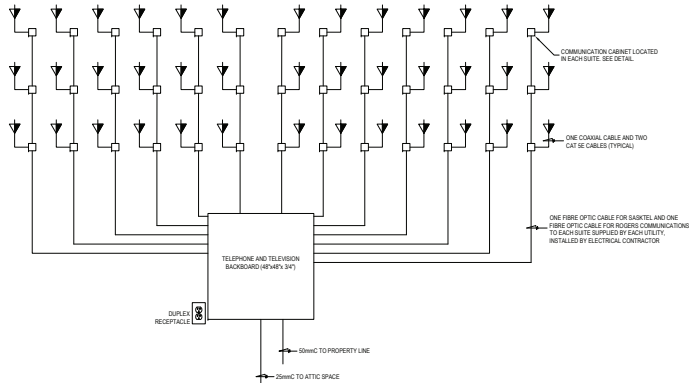 COMMUNICATION CABINET LOCATED
IN EACH SUITE. SEE DETAIL.
ONE COAXIAL CABLE AND TWO
CAT 5E CABLES (TYPICAL)
ONE FIBRE OPTIC CABLE FOR SASKTEL AND ONE
FIBRE OPTIC CABLE FOR ROGERS COMMUNICATIONS
TO EACH SUITE SUPPLIED BY EACH UTILITY,
INSTALLED BY ELECTRICAL CONTRACTOR
TELEPHONE AND TELEVISION
BACKBOARD (48"x48"x 3/4")
DUPLEX
RECEPTACLE
50mmC TO PROPERTY LINE
25mmC TO ATTIC SPACE